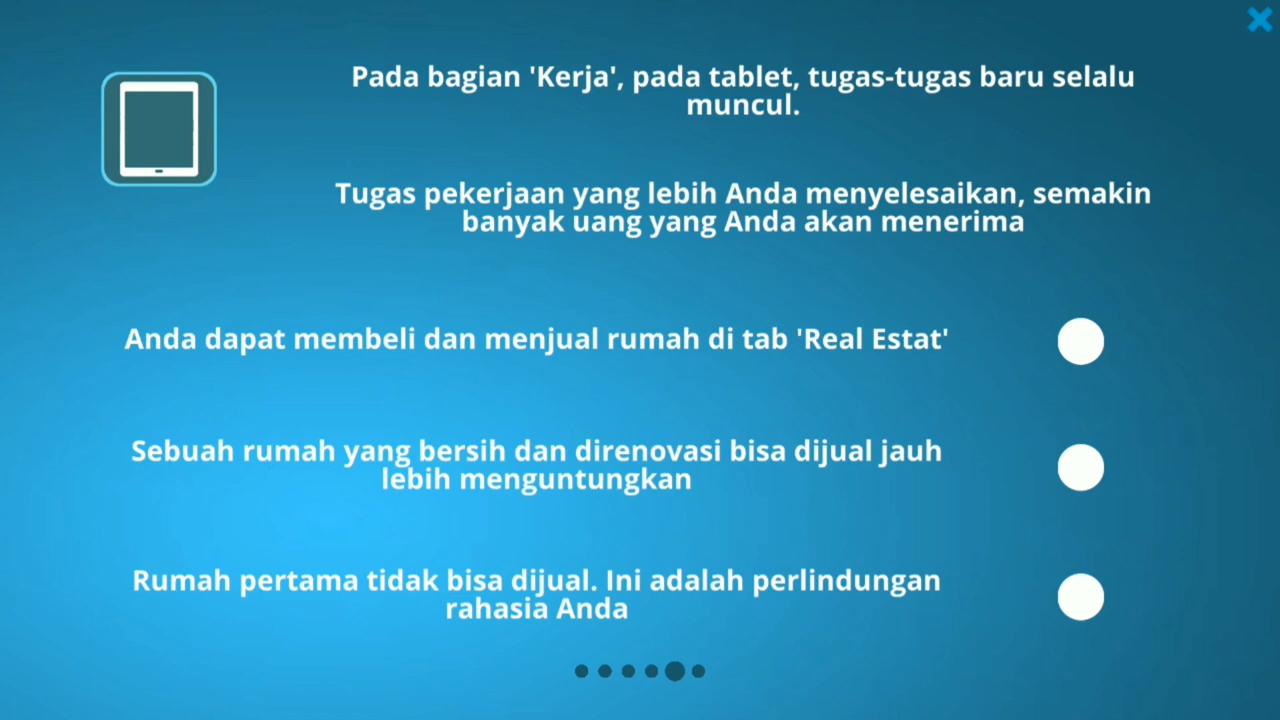 Pada bagian 'Kerja', pada tablet, tugas-tugas baru selalu
muncul.
Tugas pekerjaan yang lebih Anda menyelesaikan, semakin
banyak uang yang Anda akan menerima
Anda dapat membeli dan menjual rumah di tab 'Real Estat'
Sebuah rumah yang bersih dan direnovasi bisa dijual jauh
lebih menguntungkan
Rumah pertama tidak bisa dijual. Ini adalah perlindungan
rahasia Anda